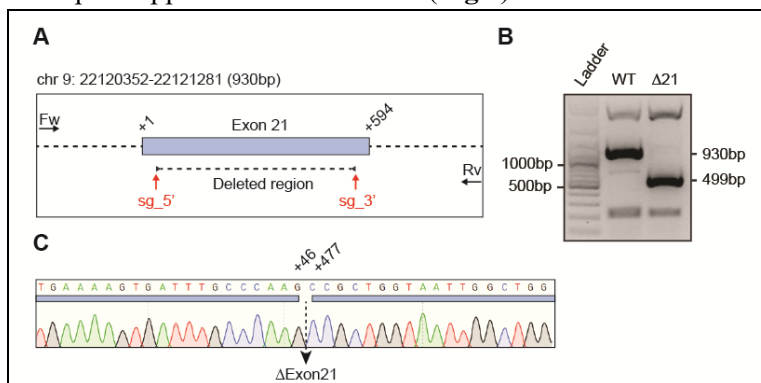 A
chr 9: 22120352-22121281 (930bp)
Fw
+1
Exon 21
+594
Deleted region
Rv
sg_5'
sg_3'
B
Ladder
WT
Δ21
1000bp
500bp
930bp
499bp
C
+46
+477
TGAAAAGTGATTTGCCCAAGCCGCTGGTAATTGGCTGG
ΔExon21